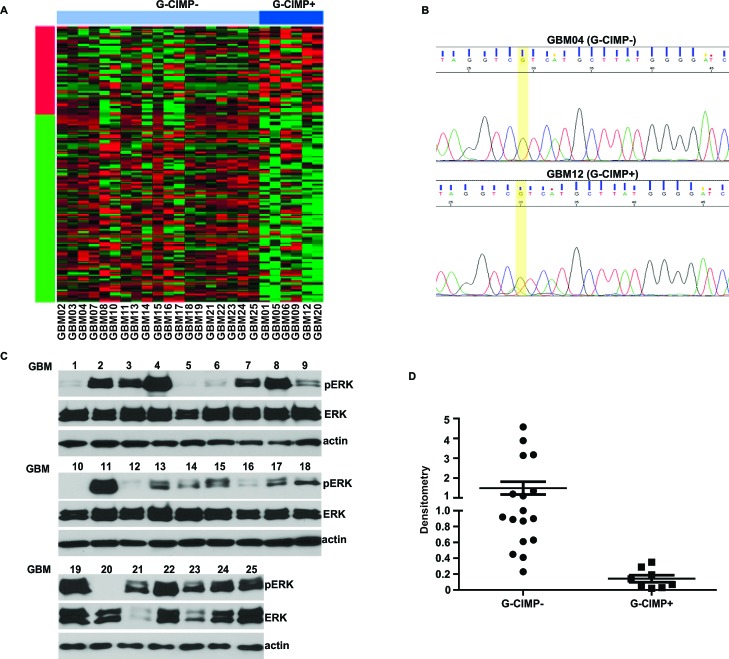 A
G-CIMP- G-CIMP+
GBM02 GBM03 GBM04 GBM07 GBM08 GBM10 GBM11 GBM13 GBM14 GBM15 GBM16 GBM17 GBM18 GBM19 GBM21 GBM22 GBM23 GBM24 GBM25 GBM01 GBM05 GBM06 GBM09 GBM12 GBM20
B
GBM04 (G-CIMP-)
T A G G T C G T C A T G C T T A T G G G G A T C
GBM12 (G-CIMP+)
T A G G T C G T C A T G C T T A T G G G G A T C
C
GBM 1 2 3 4 5 6 7 8 9
pERK
ERK
actin
GBM 10 11 12 13 14 15 16 17 18
pERK
ERK
actin
GBM 19 20 21 22 23 24 25
pERK
ERK
actin
D
Densitometry
5
4
3
2
1
1.0
0.8
0.6
0.4
0.2
0
G-CIMP- G-CIMP+